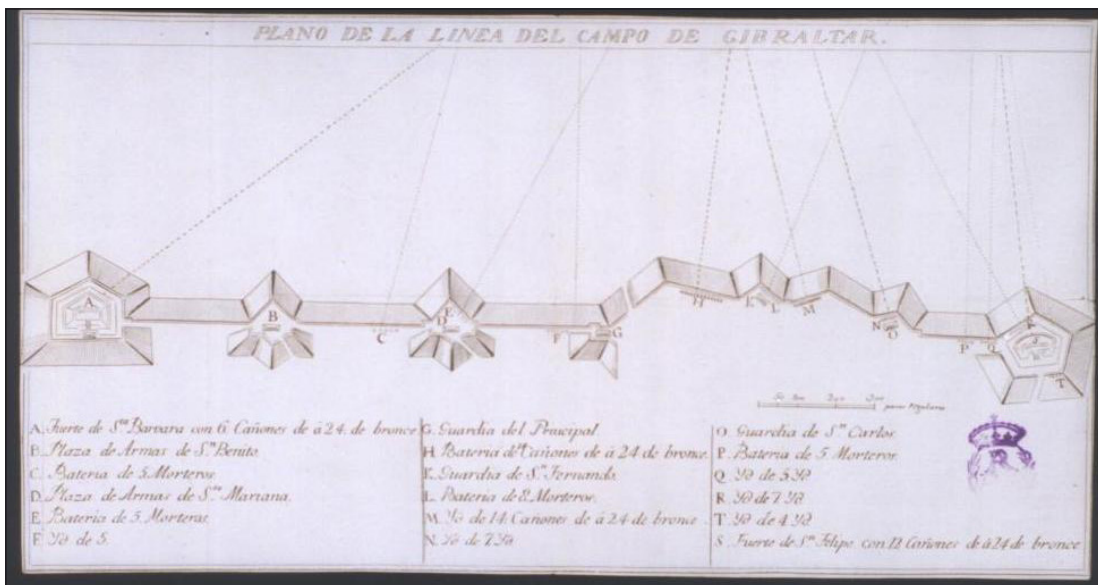 PLANO DE LA LINEA DEL CAMPO DE GIBRALTAR.
A
B
C
D
E
F
G
H
K
L
M
N
O
P
Q
R
T
A. Fuerte de S.ta Barvara con 6 Cañones de á 24. de bronce
B. Plaza de Armas de S.n Benito.
C. Bateria de 5. Morteros.
D. Plaza de Armas de S.ta Mariana.
E. Bateria de 5. Morteros.
F. Yd. de 5.
G. Guardia del Principal
H. Bateria de Cañones de á 24 de bronce.
K. Guardia de S.n Fernando.
L. Bateria de 8. Morteros.
M. Yd. de 14. Cañones de á 24 de bronce.
N. Yd. de 7. Yd.
O. Guardia de S.n Carlos.
P. Bateria de 5. Morteros.
Q. Yd. de 5. Yd.
R. Yd. de 7. Yd.
T. Yd. de 4. Yd.
S. Fuerte de S.n Felipe con 12 Cañones de á 24 de bronce